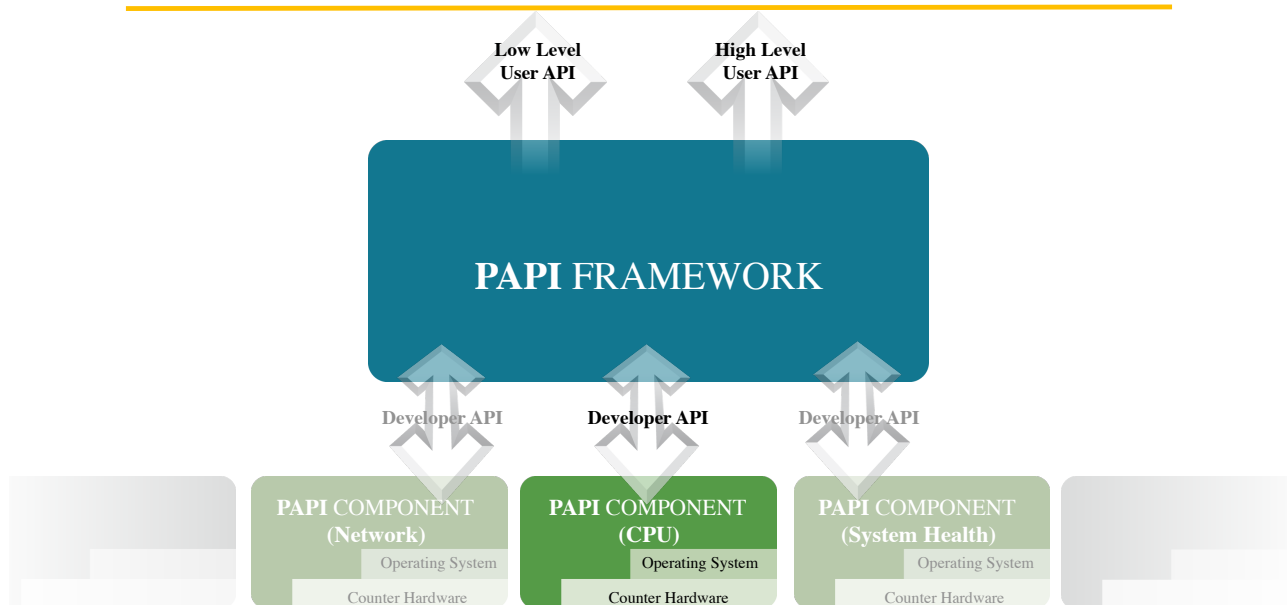 Low Level
User API
High Level
User API
PAPI FRAMEWORK
Developer API
Developer API
Developer API
PAPI COMPONENT
(Network)
Operating System
Counter Hardware
PAPI COMPONENT
(CPU)
Operating System
Counter Hardware
PAPI COMPONENT
(System Health)
Operating System
Counter Hardware